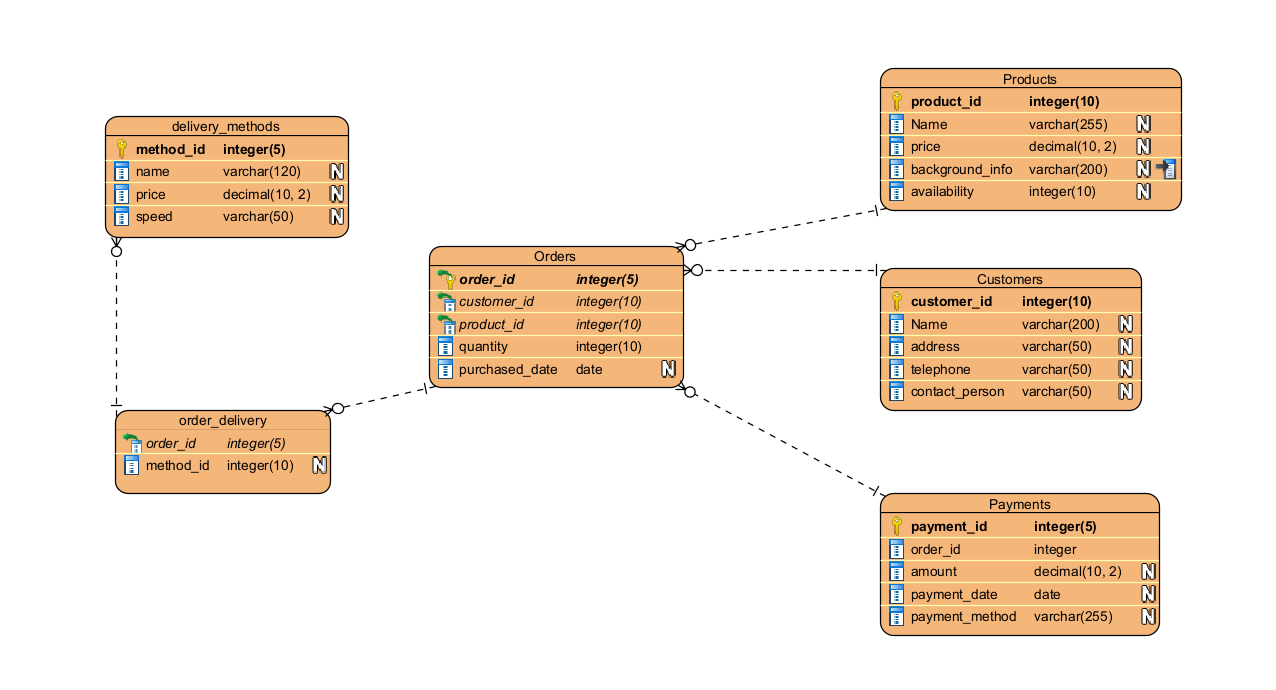 delivery_methods
method_id integer(5)
name varchar(120) N
price decimal(10, 2) N
speed varchar(50) N
order_delivery
order_id integer(5)
method_id integer(10) N
Orders
order_id integer(5)
customer_id integer(10)
product_id integer(10)
quantity integer(10)
purchased_date date N
Products
product_id integer(10)
Name varchar(255) N
price decimal(10, 2) N
background_info varchar(200) N
availability integer(10) N
Customers
customer_id integer(10)
Name varchar(200) N
address varchar(50) N
telephone varchar(50) N
contact_person varchar(50) N
Payments
payment_id integer(5)
order_id integer
amount decimal(10, 2) N
payment_date date N
payment_method varchar(255) N